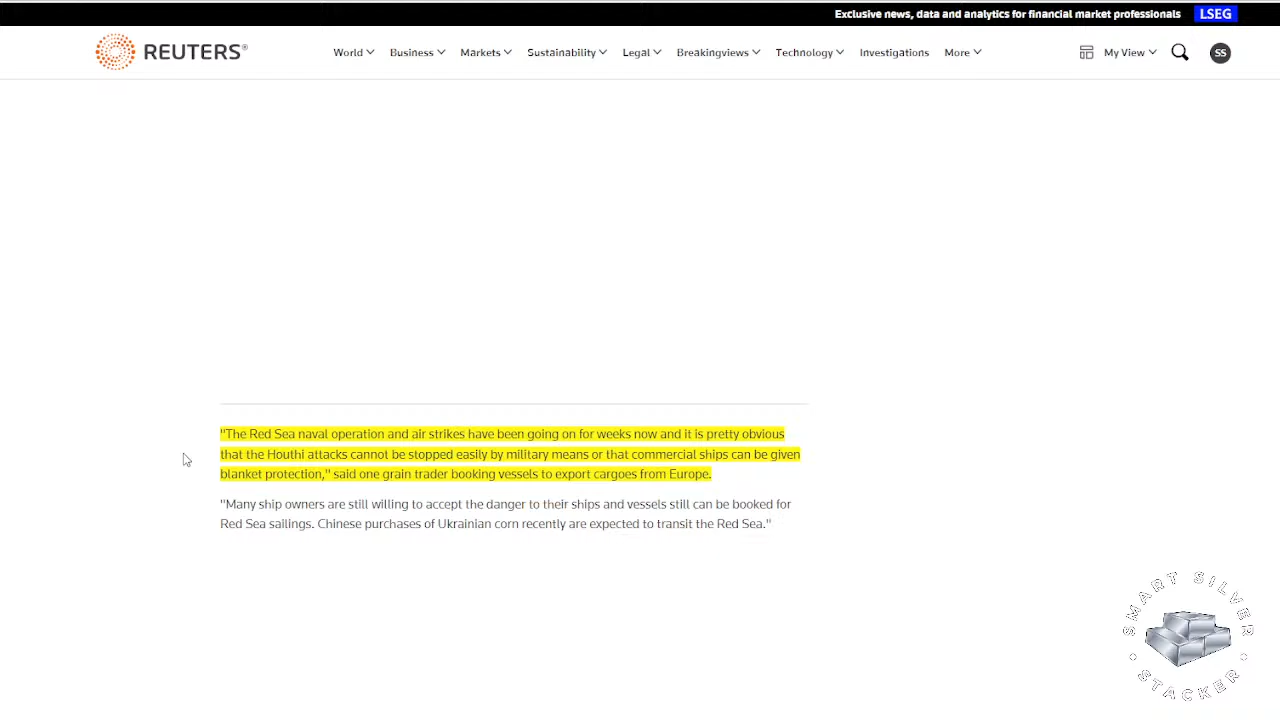 Exclusive news, data and analytics for financial market professionals LSEG
REUTERS®
World Business Markets Sustainability Legal Breakingviews Technology Investigations More My View SS
"The Red Sea naval operation and air strikes have been going on for weeks now and it is pretty obvious
that the Houthi attacks cannot be stopped easily by military means or that commercial ships can be given
blanket protection," said one grain trader booking vessels to export cargoes from Europe.
"Many ship owners are still willing to accept the danger to their ships and vessels still can be booked for
Red Sea sailings. Chinese purchases of Ukrainian corn recently are expected to transit the Red Sea."
SMART SILVER
STACKER